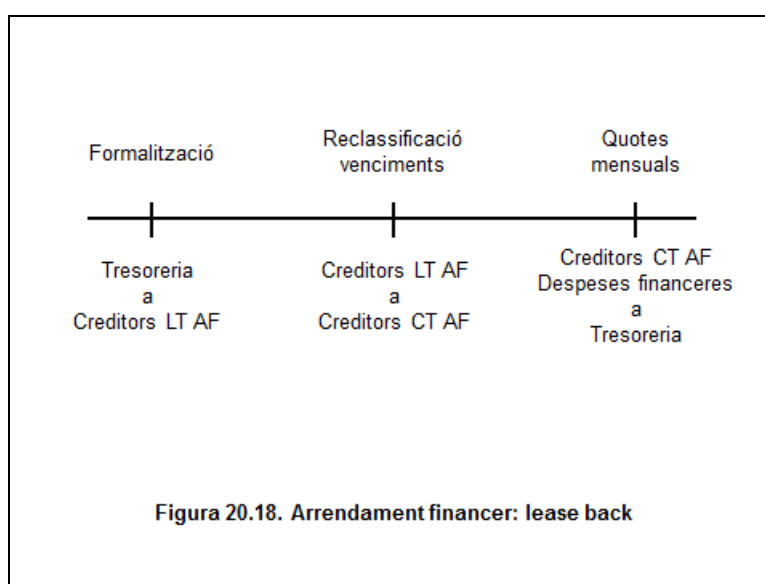 Formalització
Reclassificació
venciments
Quotes
mensuals
Tresoreria
a
Creditors LT AF
Creditors LT AF
a
Creditors CT AF
Creditors CT AF
Despeses financeres
a
Tresoreria
Figura 20.18. Arrendament financer: lease back